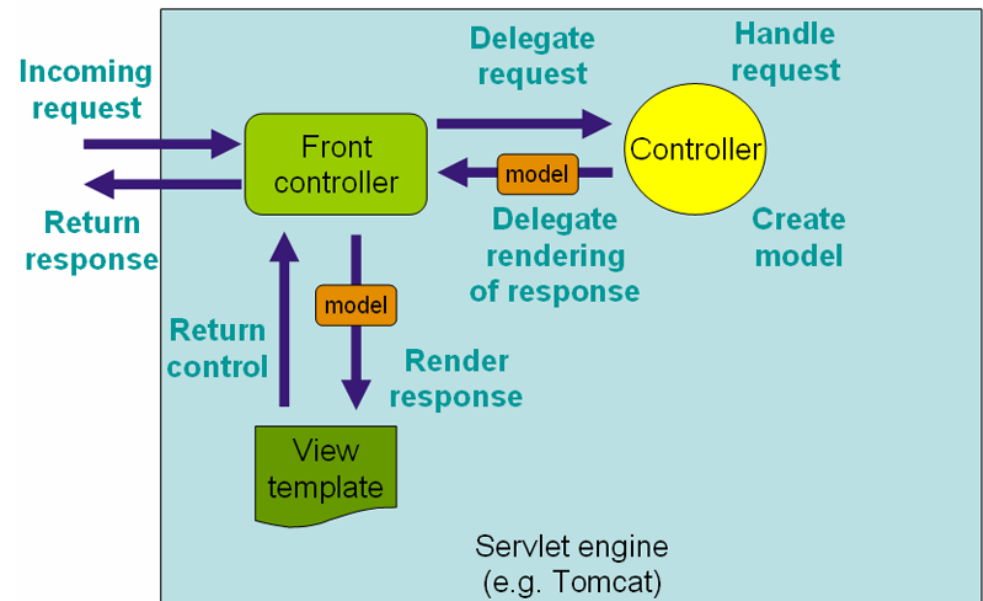 Incoming
request
Return
response
Front
controller
Delegate
request
Handle
request
Controller
model
Delegate
rendering
of response
Create
model
Return
control
model
Render
response
View
template
Servlet engine
(e.g. Tomcat)